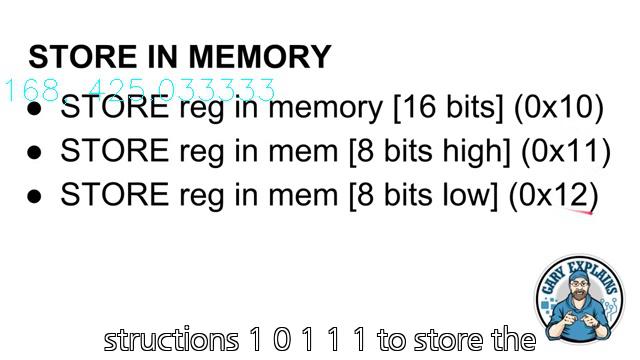 STORE IN MEMORY
168, 425.033333
● STORE reg in memory [16 bits] (0x10)
● STORE reg in mem [8 bits high] (0x11)
● STORE reg in mem [8 bits low] (0x12)
GARY EXPLAINS
structions 1 0 1 1 1 to store the